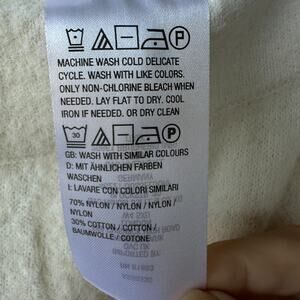 P
MACHINE WASH COLD DELICATE
CYCLE. WASH WITH LIKE COLORS.
ONLY NON-CHLORINE BLEACH WHEN
NEEDED. LAY FLAT TO DRY. COOL
IRON IF NEEDED. OR DRY CLEAN
30 P
GB: WASH WITH SIMILAR COLOURS
D: MIT ÄHNLICHEN FARBEN
WASCHEN
I: LAVARE CON COLORI SIMILARI
70% NYLON / NYLON / NYLON /
NYLON
30% COTTON / COTTON /
BAUMWOLLE / COTONE